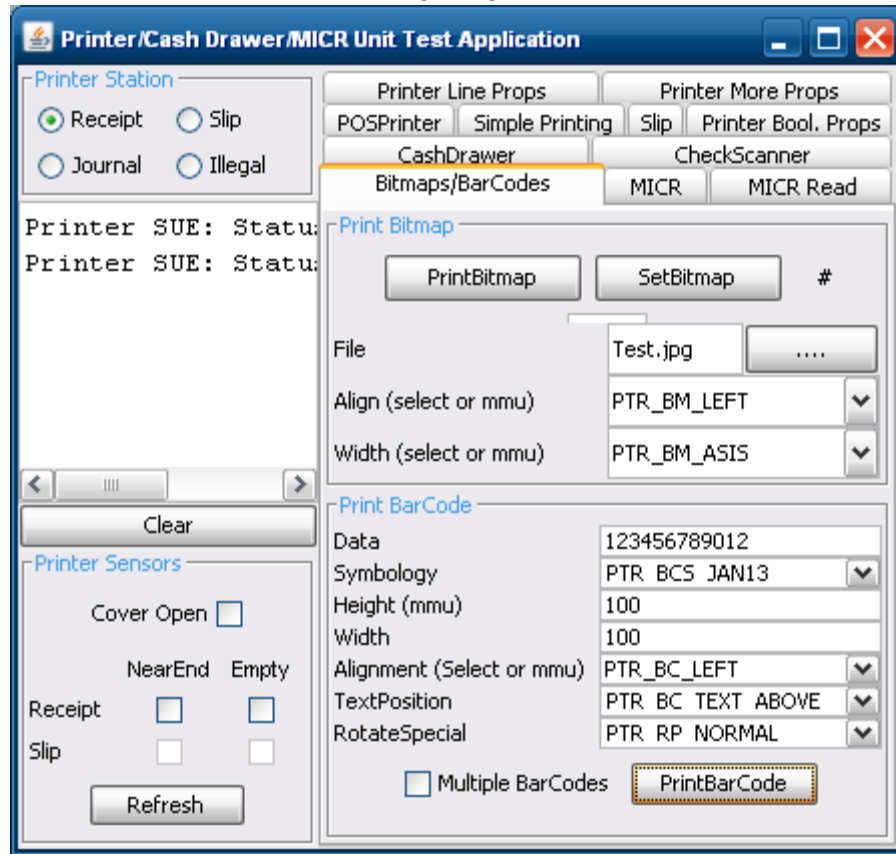 Printer/Cash Drawer/MICR Unit Test Application
Printer Station
Receipt Slip
Journal Illegal
Printer SUE: Statu
Printer SUE: Statu
Clear
Printer Sensors
Cover Open
NearEnd Empty
Receipt
Slip
Refresh
Printer Line Props Printer More Props
POSPrinter Simple Printing Slip Printer Bool. Props
CashDrawer CheckScanner
Bitmaps/BarCodes MICR MICR Read
Print Bitmap
PrintBitmap SetBitmap #
File Test.jpg ....
Align (select or mmu) PTR_BM_LEFT
Width (select or mmu) PTR_BM_ASIS
Print BarCode
Data 123456789012
Symbology PTR_BCS_JAN13
Height (mmu) 100
Width 100
Alignment (Select or mmu) PTR_BC_LEFT
TextPosition PTR_BC_TEXT_ABOVE
RotateSpecial PTR_RP_NORMAL
Multiple BarCodes PrintBarCode